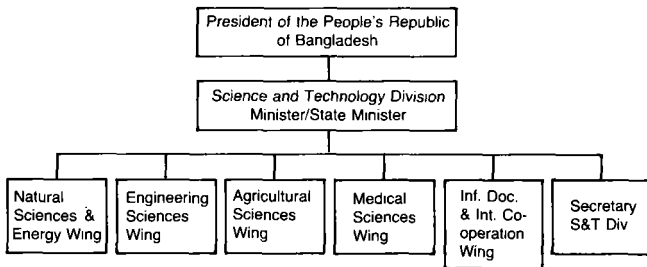 President of the People's Republic
of Bangladesh
Science and Technology Division
Minister/State Minister
Natural
Sciences &
Energy Wing
Engineering
Sciences
Wing
Agricultural
Sciences
Wing
Medical
Sciences
Wing
Inf. Doc.
& Int. Co-
operation
Wing
Secretary
S&T Div